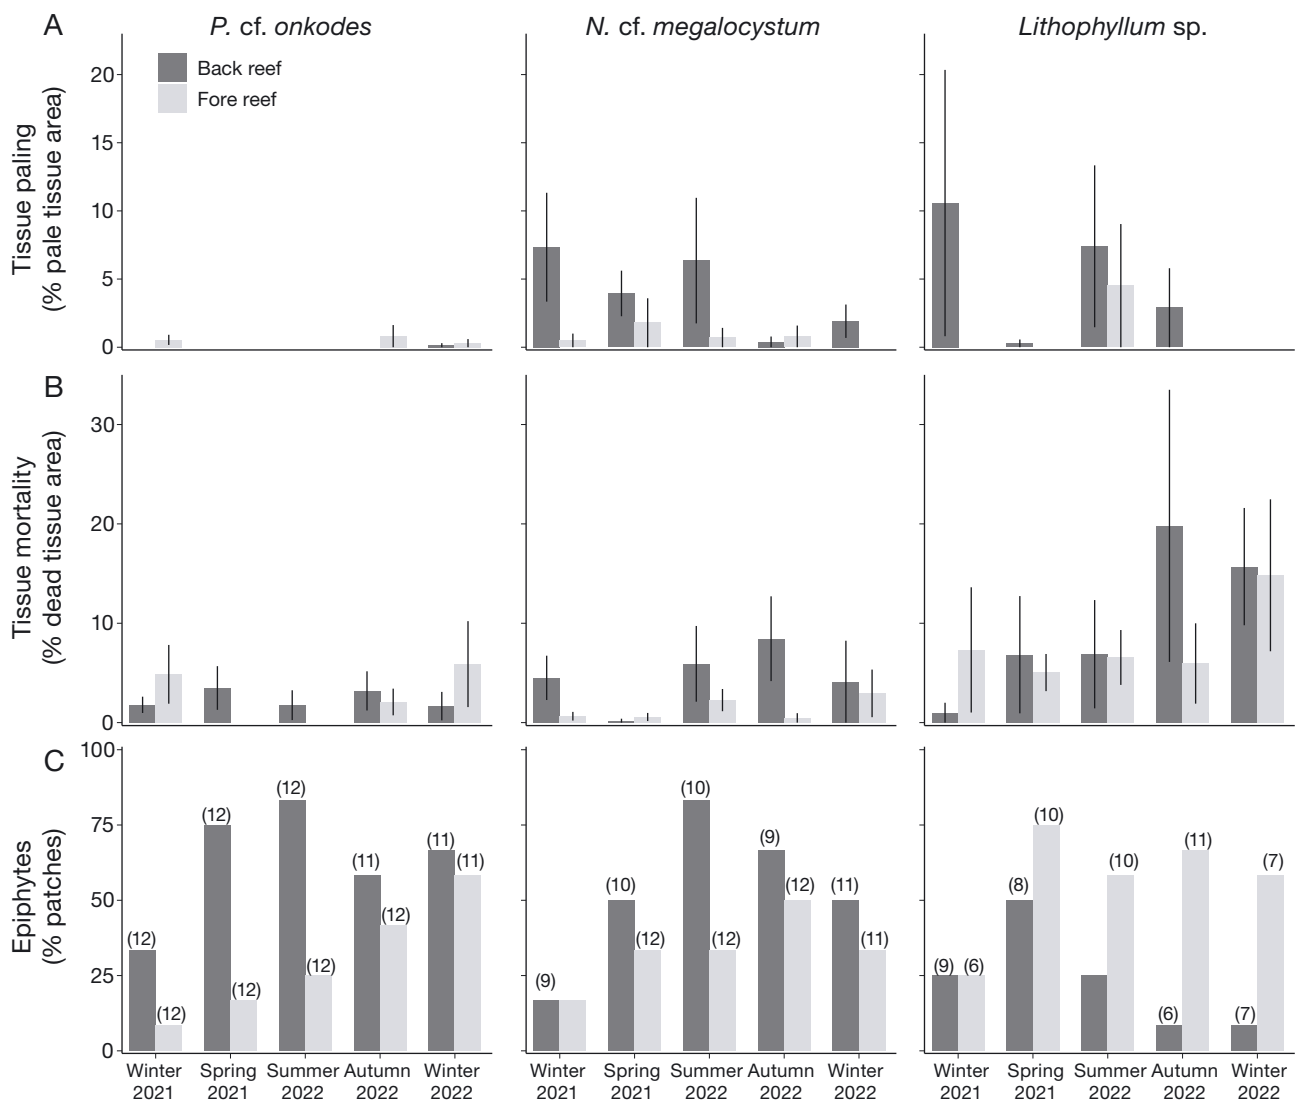 A
P. cf. onkodes
N. cf. megalocystum
Lithophyllum sp.
Back reef
Fore reef
Tissue paling
(% pale tissue area)
20
15
10
5
0
B
Tissue mortality
(% dead tissue area)
30
20
10
0
C
Epiphytes
(% patches)
100
75
50
25
0
(12)
(12)
(12)
(12)
(12)
(12)
(11)
(12)
(11)
(11)
(9)
(10)
(12)
(10)
(12)
(9)
(12)
(11)
(11)
(9)
(6)
(8)
(10)
(10)
(6)
(11)
(7)
(7)
Winter
2021
Spring
2021
Summer
2022
Autumn
2022
Winter
2022
Winter
2021
Spring
2021
Summer
2022
Autumn
2022
Winter
2022
Winter
2021
Spring
2021
Summer
2022
Autumn
2022
Winter
2022